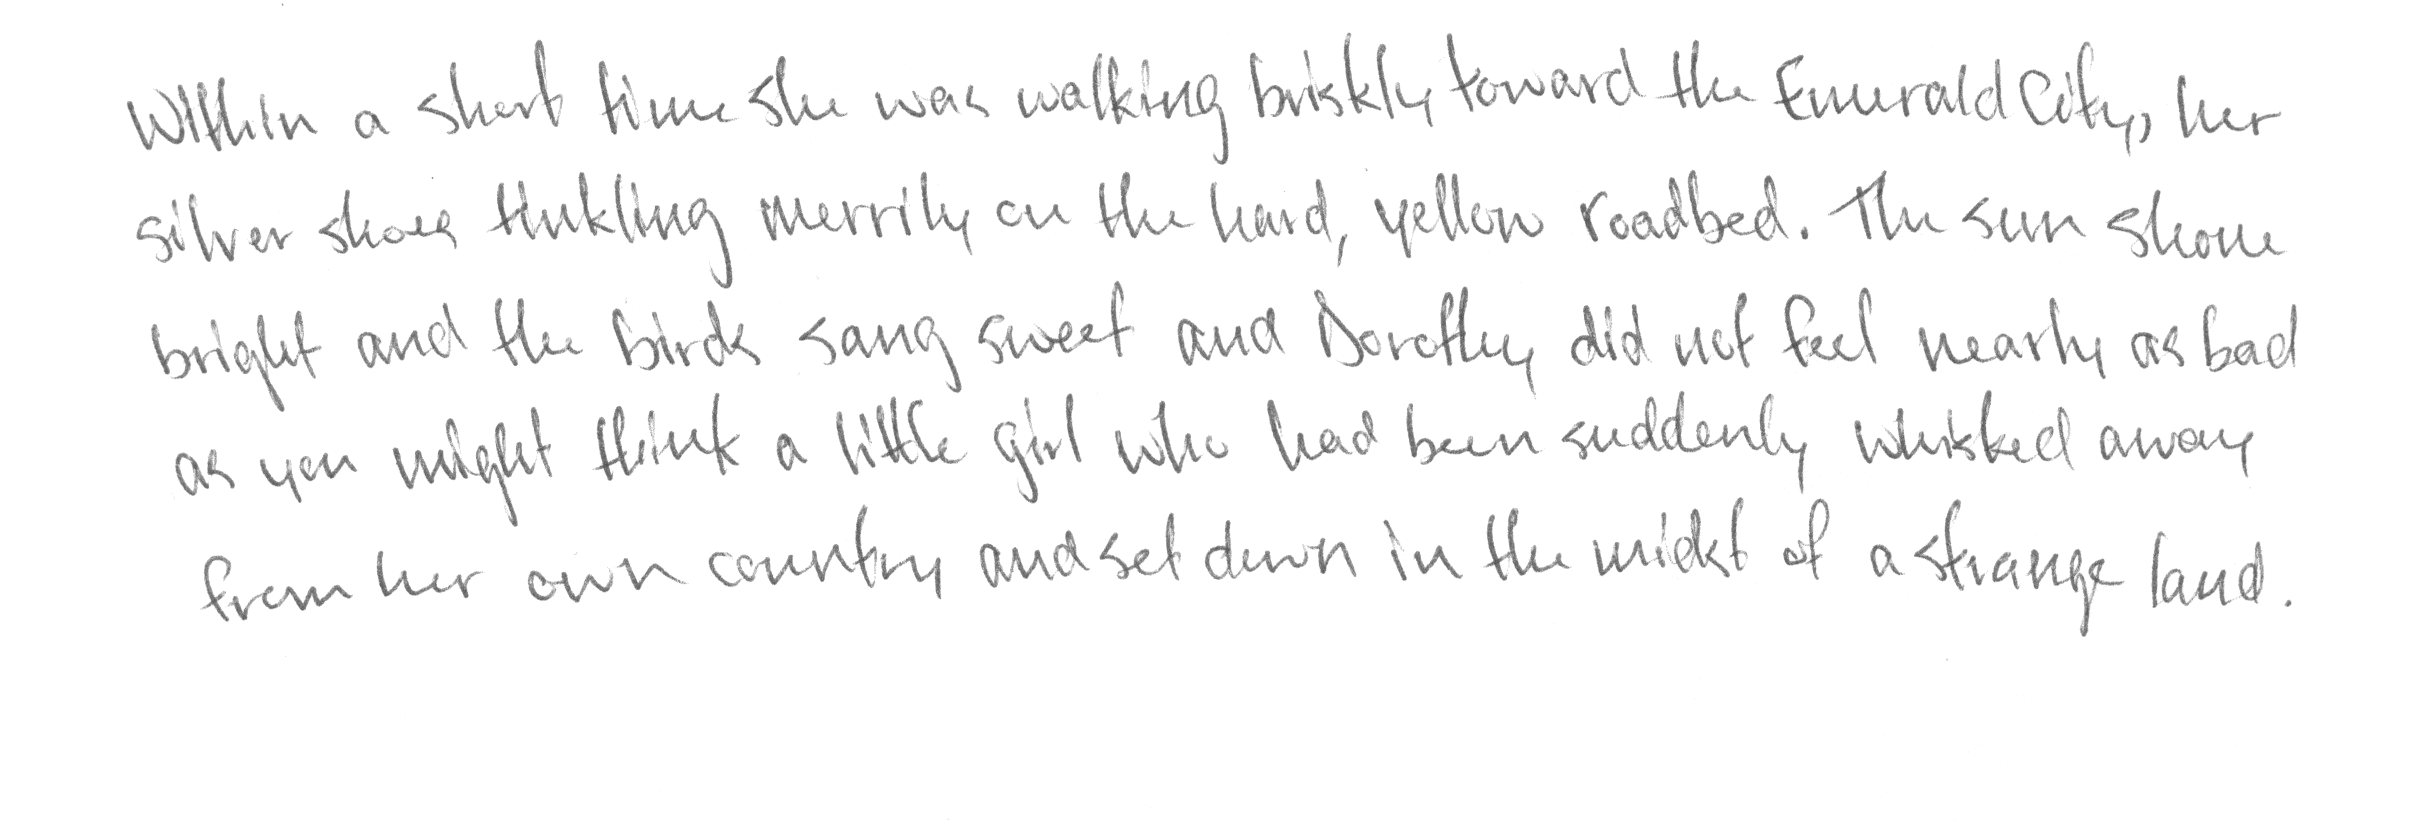 Within a short time she was walking briskly toward the Emerald City, her
silver shoes tinkling merrily on the hard, yellow roadbed. The sun shone
bright and the birds sang sweet and Dorothy did not feel nearly as bad
as you might think a little girl who had been suddenly whisked away
from her own country and set down in the midst of a strange land.